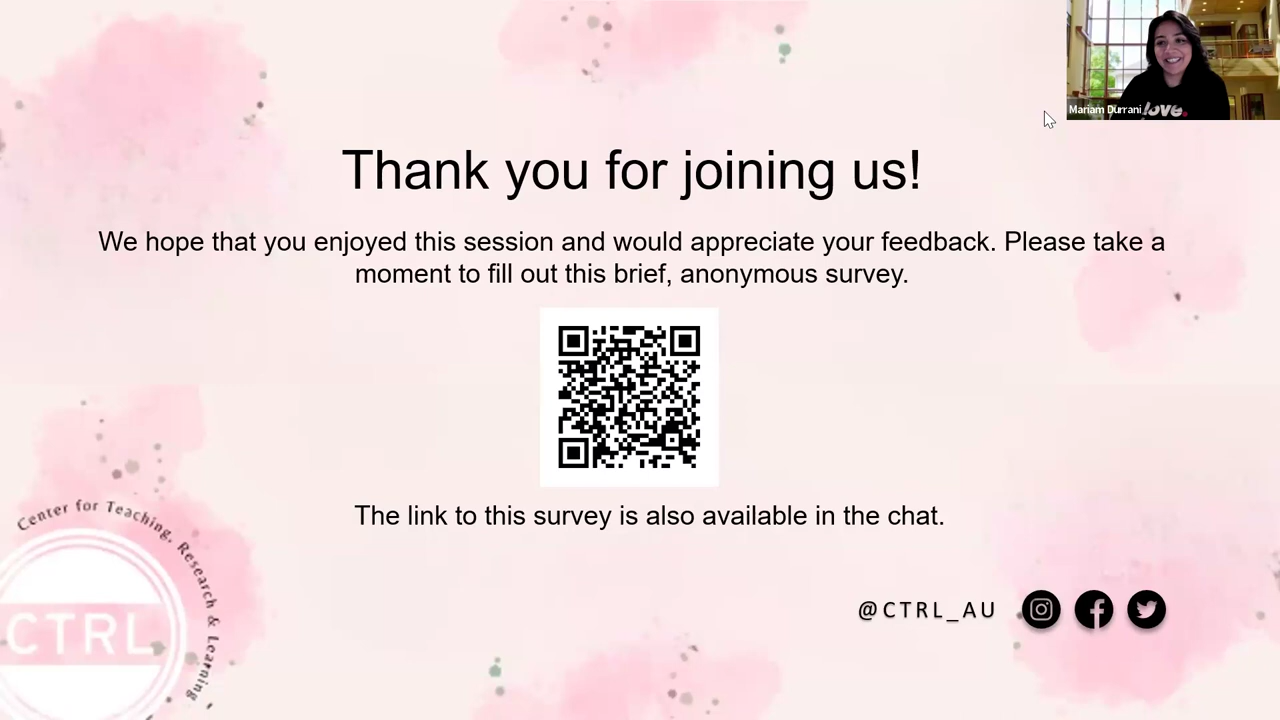 Mariam Durrani
love.
Thank you for joining us!
We hope that you enjoyed this session and would appreciate your feedback. Please take a
moment to fill out this brief, anonymous survey.
The link to this survey is also available in the chat.
Center for Teaching, Research & Learning
CTRL
@CTRL_AU